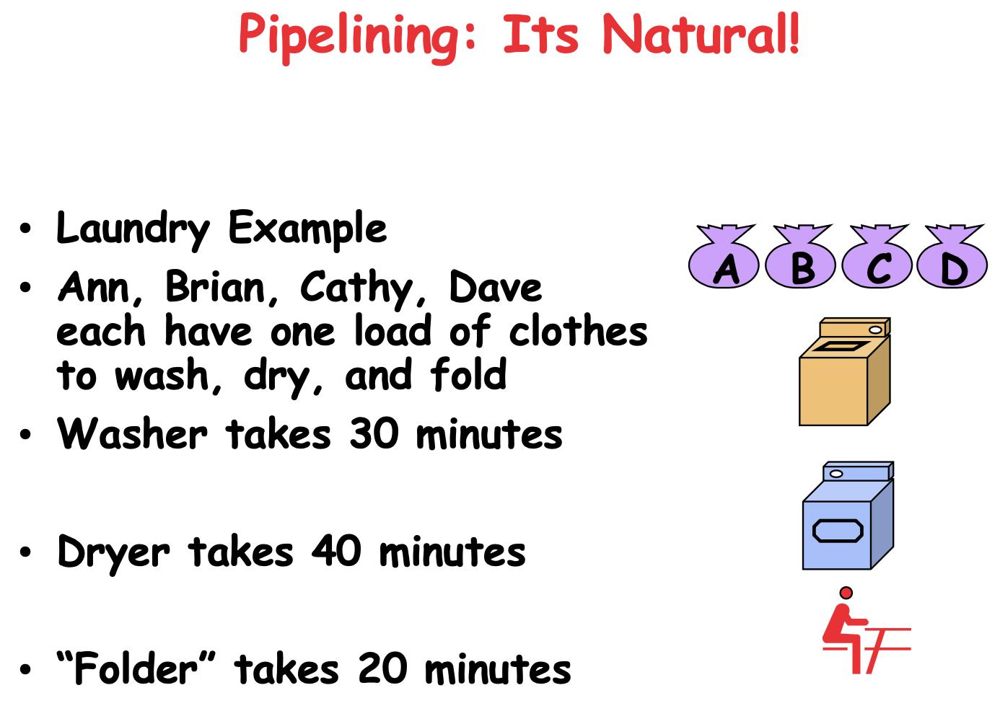 Pipelining: Its Natural!
• Laundry Example
• Ann, Brian, Cathy, Dave
each have one load of clothes
to wash, dry, and fold
• Washer takes 30 minutes
• Dryer takes 40 minutes
• “Folder” takes 20 minutes
A B C D